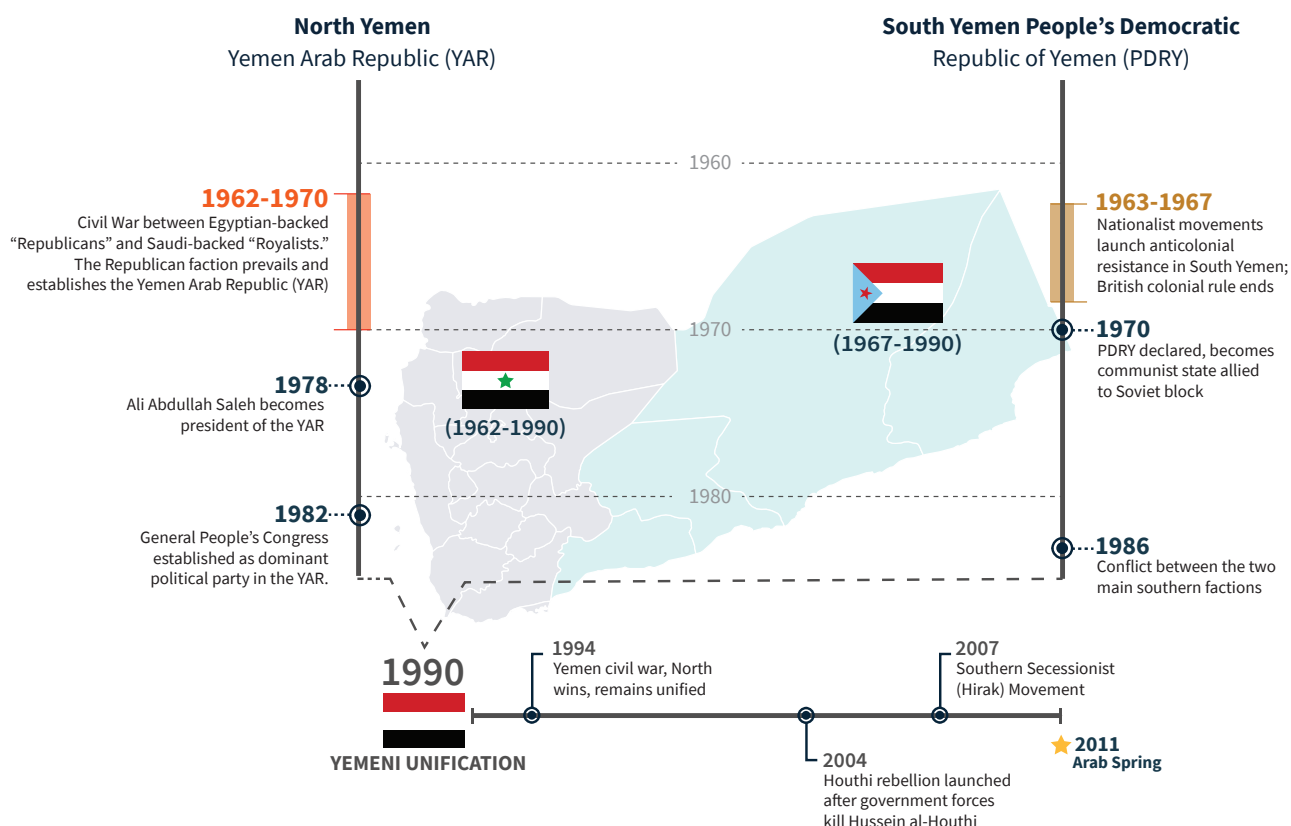 North Yemen
Yemen Arab Republic (YAR)
South Yemen People's Democratic
Republic of Yemen (PDRY)
1960
1962-1970
Civil War between Egyptian-backed
“Republicans” and Saudi-backed “Royalists.”
The Republican faction prevails and
establishes the Yemen Arab Republic (YAR)
1963-1967
Nationalist movements
launch anticolonial
resistance in South Yemen;
British colonial rule ends
1970
(1967-1990)
1970
PDRY declared, becomes
communist state allied
to Soviet block
1978
Ali Abdullah Saleh becomes
president of the YAR
(1962-1990)
1980
1982
General People's Congress
established as dominant
political party in the YAR.
1986
Conflict between the two
main southern factions
1990
YEMENI UNIFICATION
1994
Yemen civil war, North
wins, remains unified
2004
Houthi rebellion launched
after government forces
kill Hussein al-Houthi
2007
Southern Secessionist
(Hirak) Movement
2011
Arab Spring